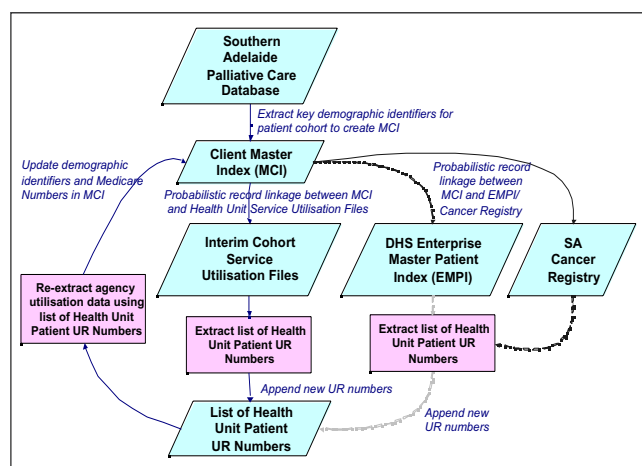 Southern
Adelaide
Palliative Care
Database
Extract key demographic identifiers for
patient cohort to create MCI
Update demographic
identifiers and Medicare
Numbers in MCI
Client Master
Index (MCI)
Probabilistic record
linkage between
MCI and EMPI/
Cancer Registry
Probabilistic record linkage between MCI
and Health Unit Service Utilisation Files
Interim Cohort
Service
Utilisation Files
DHS Enterprise
Master Patient
Index (EMPI)
SA
Cancer
Registry
Re-extract agency
utilisation data using
list of Health Unit
Patient UR Numbers
Extract list of Health
Unit Patient UR
Numbers
Extract list of Health
Unit Patient UR
Numbers
Append new UR numbers
List of Health
Unit Patient
UR Numbers
Append new
UR numbers